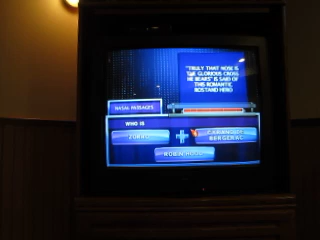 "TRULY THAT NOSE IS
THE GLORIOUS CROSS
HE BEARS" IS SAID OF
THIS ROMANTIC
ROSTAND HERO
NASAL PASSAGES
WHO IS
ZORRO
CYRANO DE
BERGERAC
ROBIN HOOD